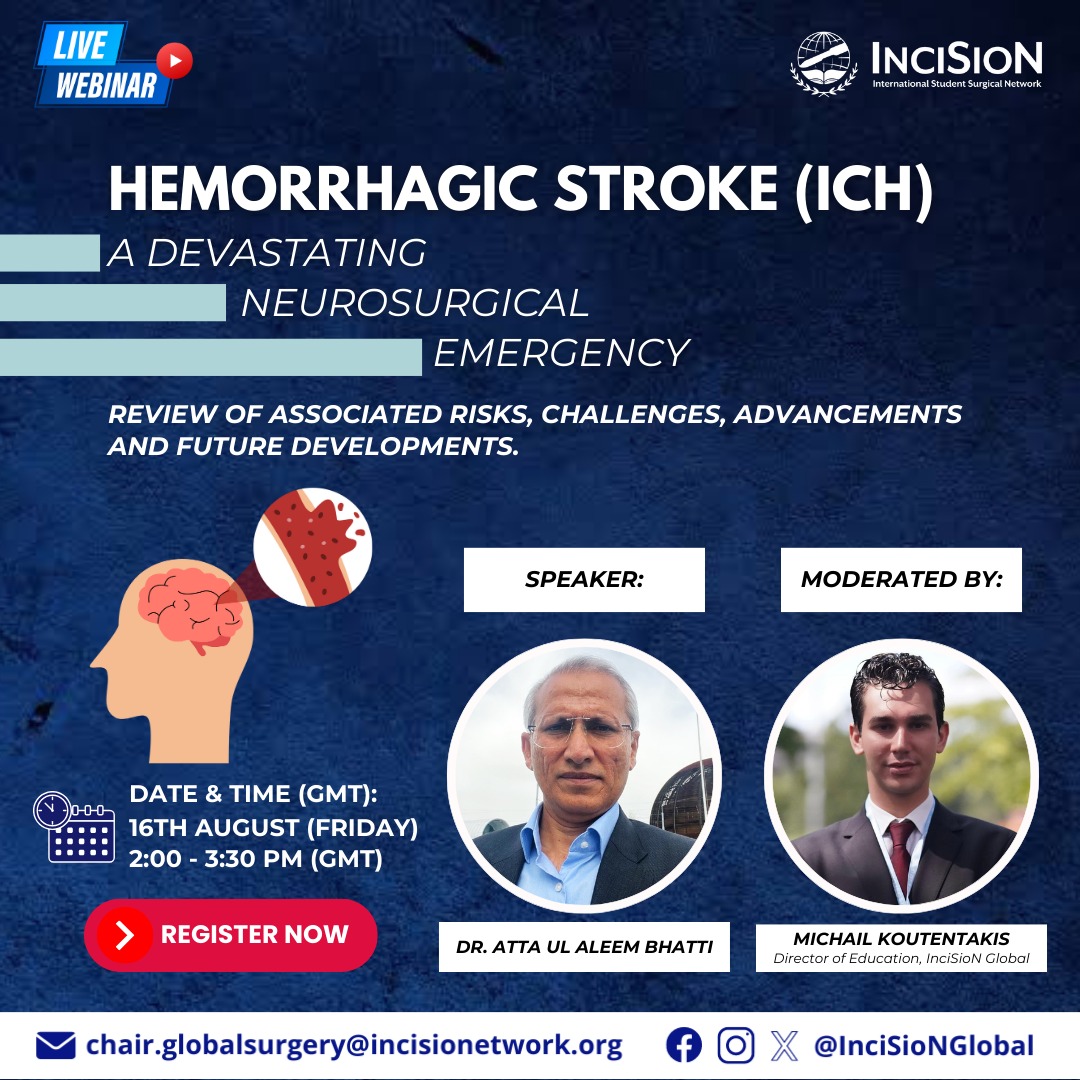 LIVE
WEBINAR
INCISION
International Student Surgical Network
HEMORRHAGIC STROKE (ICH)
A DEVASTATING
NEUROSURGICAL
EMERGENCY
REVIEW OF ASSOCIATED RISKS, CHALLENGES, ADVANCEMENTS
AND FUTURE DEVELOPMENTS.
SPEAKER:
MODERATED BY:
DATE & TIME (GMT):
16TH AUGUST (FRIDAY)
2:00 - 3:30 PM (GMT)
REGISTER NOW
DR. ATTA UL ALEEM BHATTI
MICHAIL KOUTENTAKIS
Director of Education, InciSioN Global
chair.globalsurgery@incisionetwork.org
@InciSioNGlobal